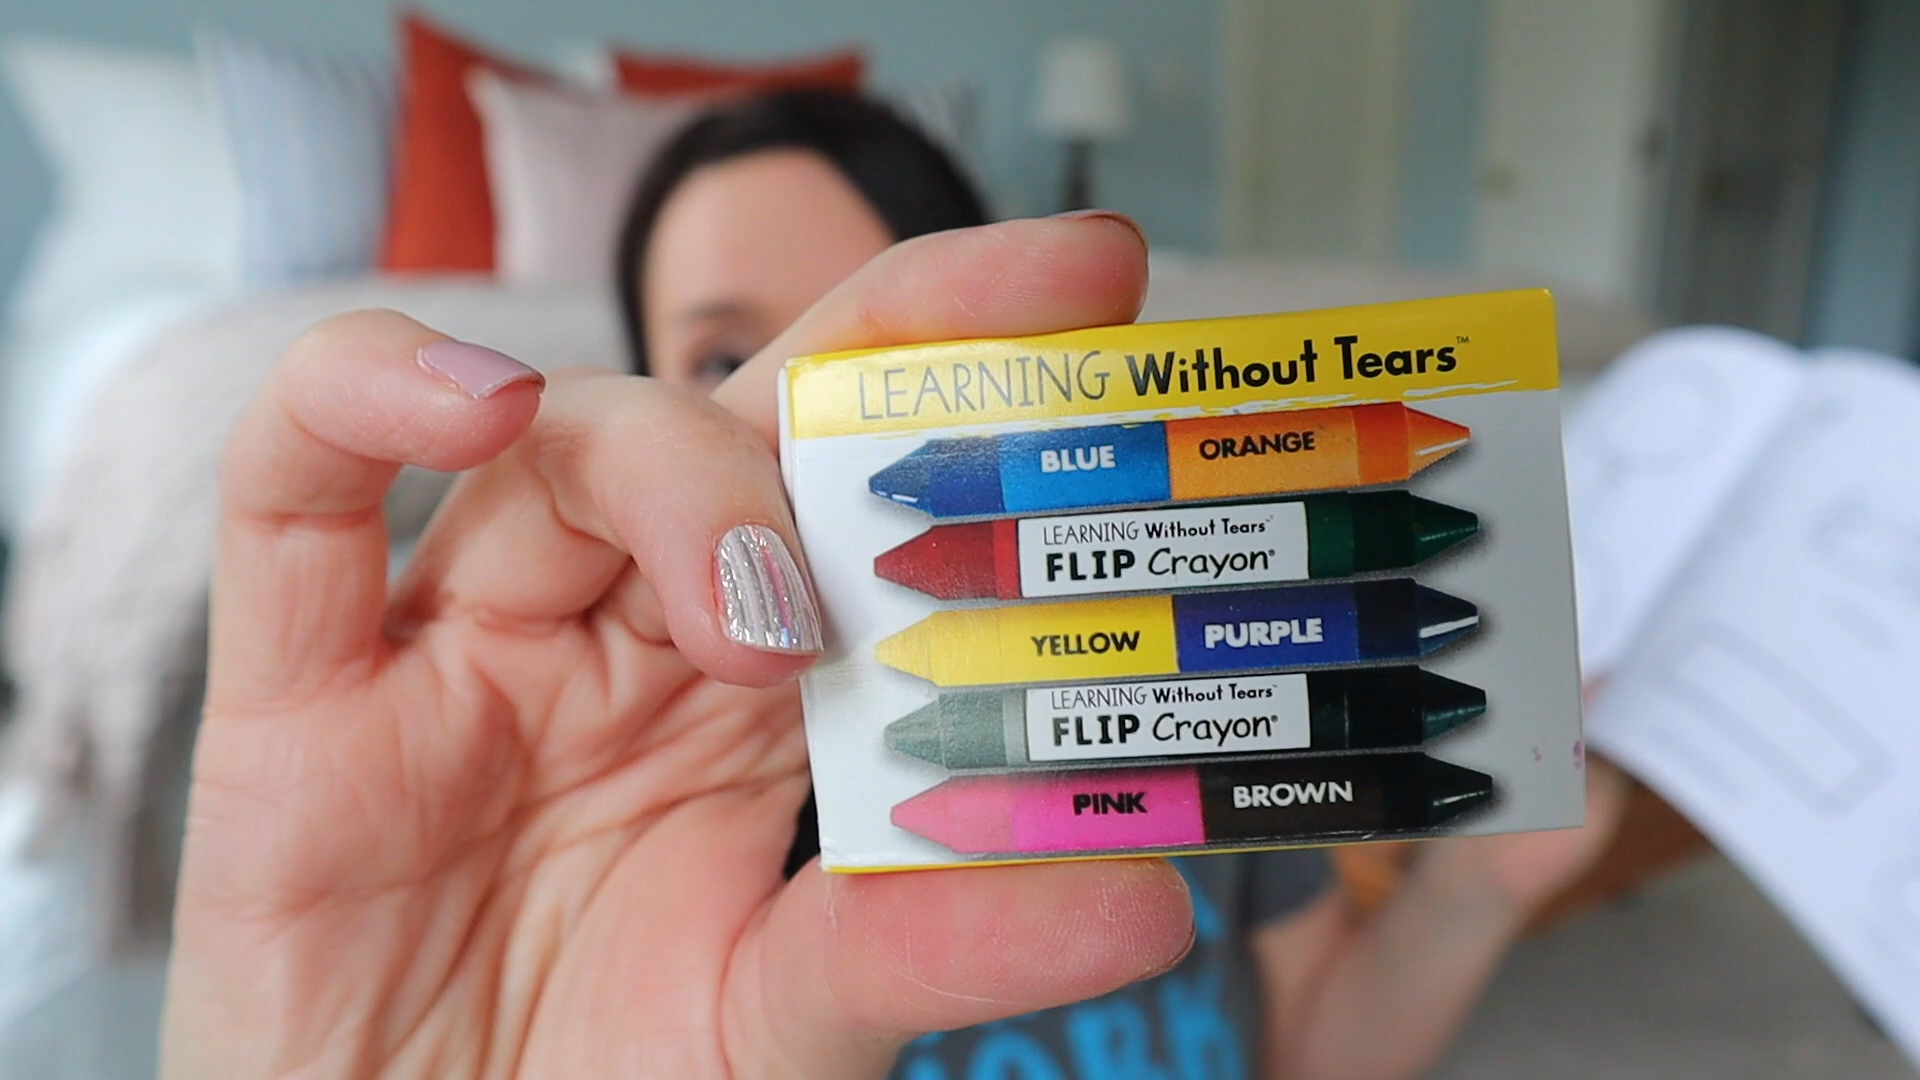 LEARNING Without Tears™
BLUE ORANGE
LEARNING Without Tears™
FLIP Crayon®
YELLOW PURPLE
LEARNING Without Tears™
FLIP Crayon®
PINK BROWN